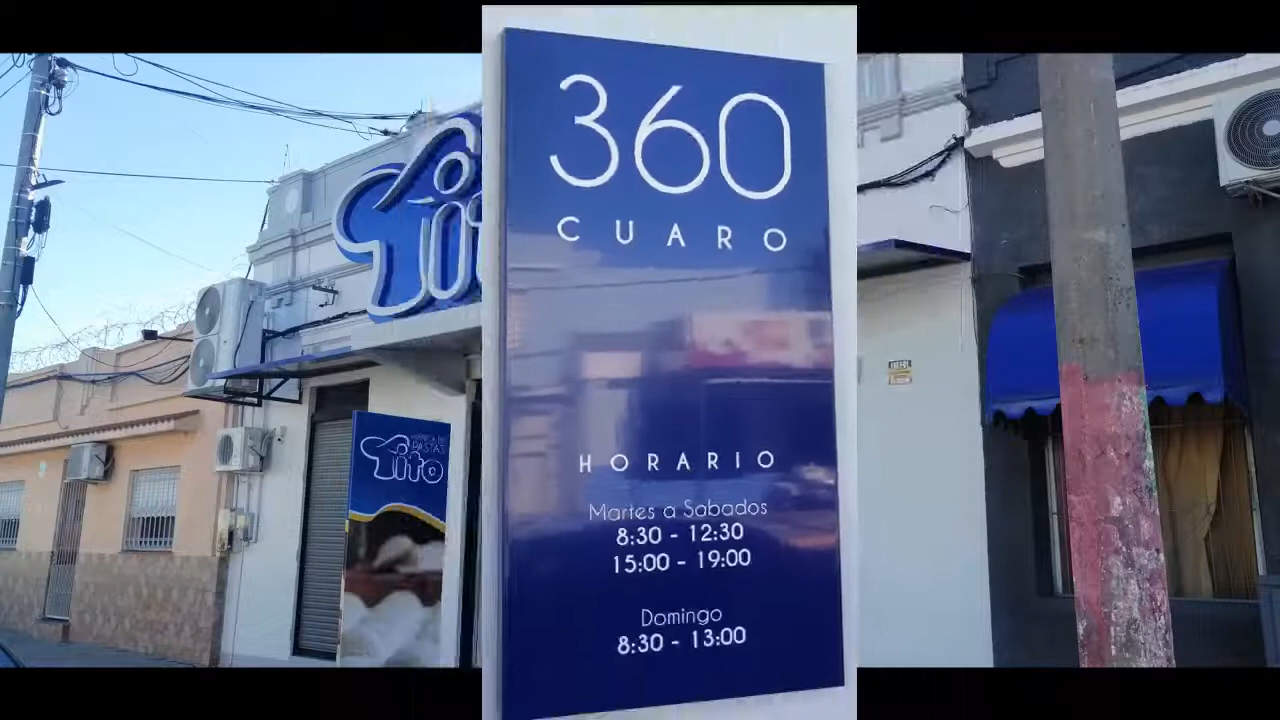 Tito
FÁBRICA DE
PASTAS
Tito
360
CUARO
HORARIO
Martes a Sabados
8:30 - 12:30
15:00 - 19:00
Domingo
8:30 - 13:00